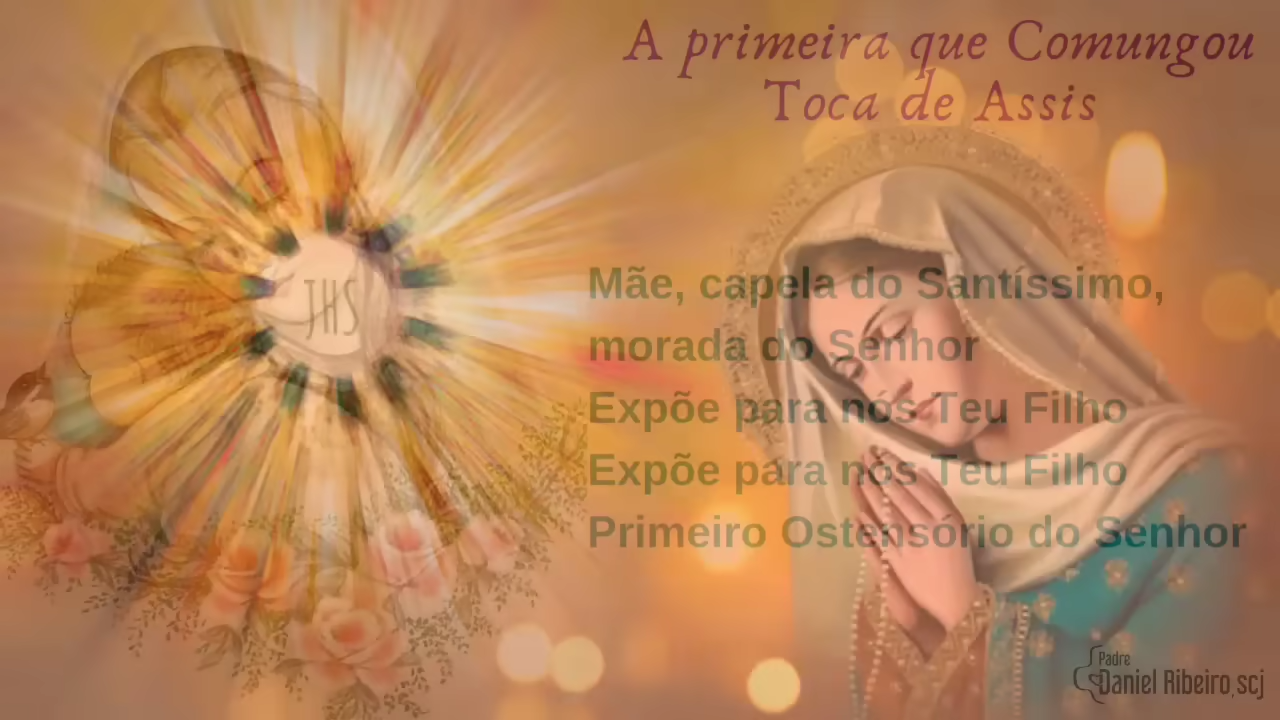 A primeira que Comungou
Toca de Assis
JHS
Mãe, capela do Santíssimo,
morada do Senhor
Expõe para nós Teu Filho
Expõe para nós Teu Filho
Primeiro Ostensório do Senhor
Padre
Daniel Ribeiro, scj